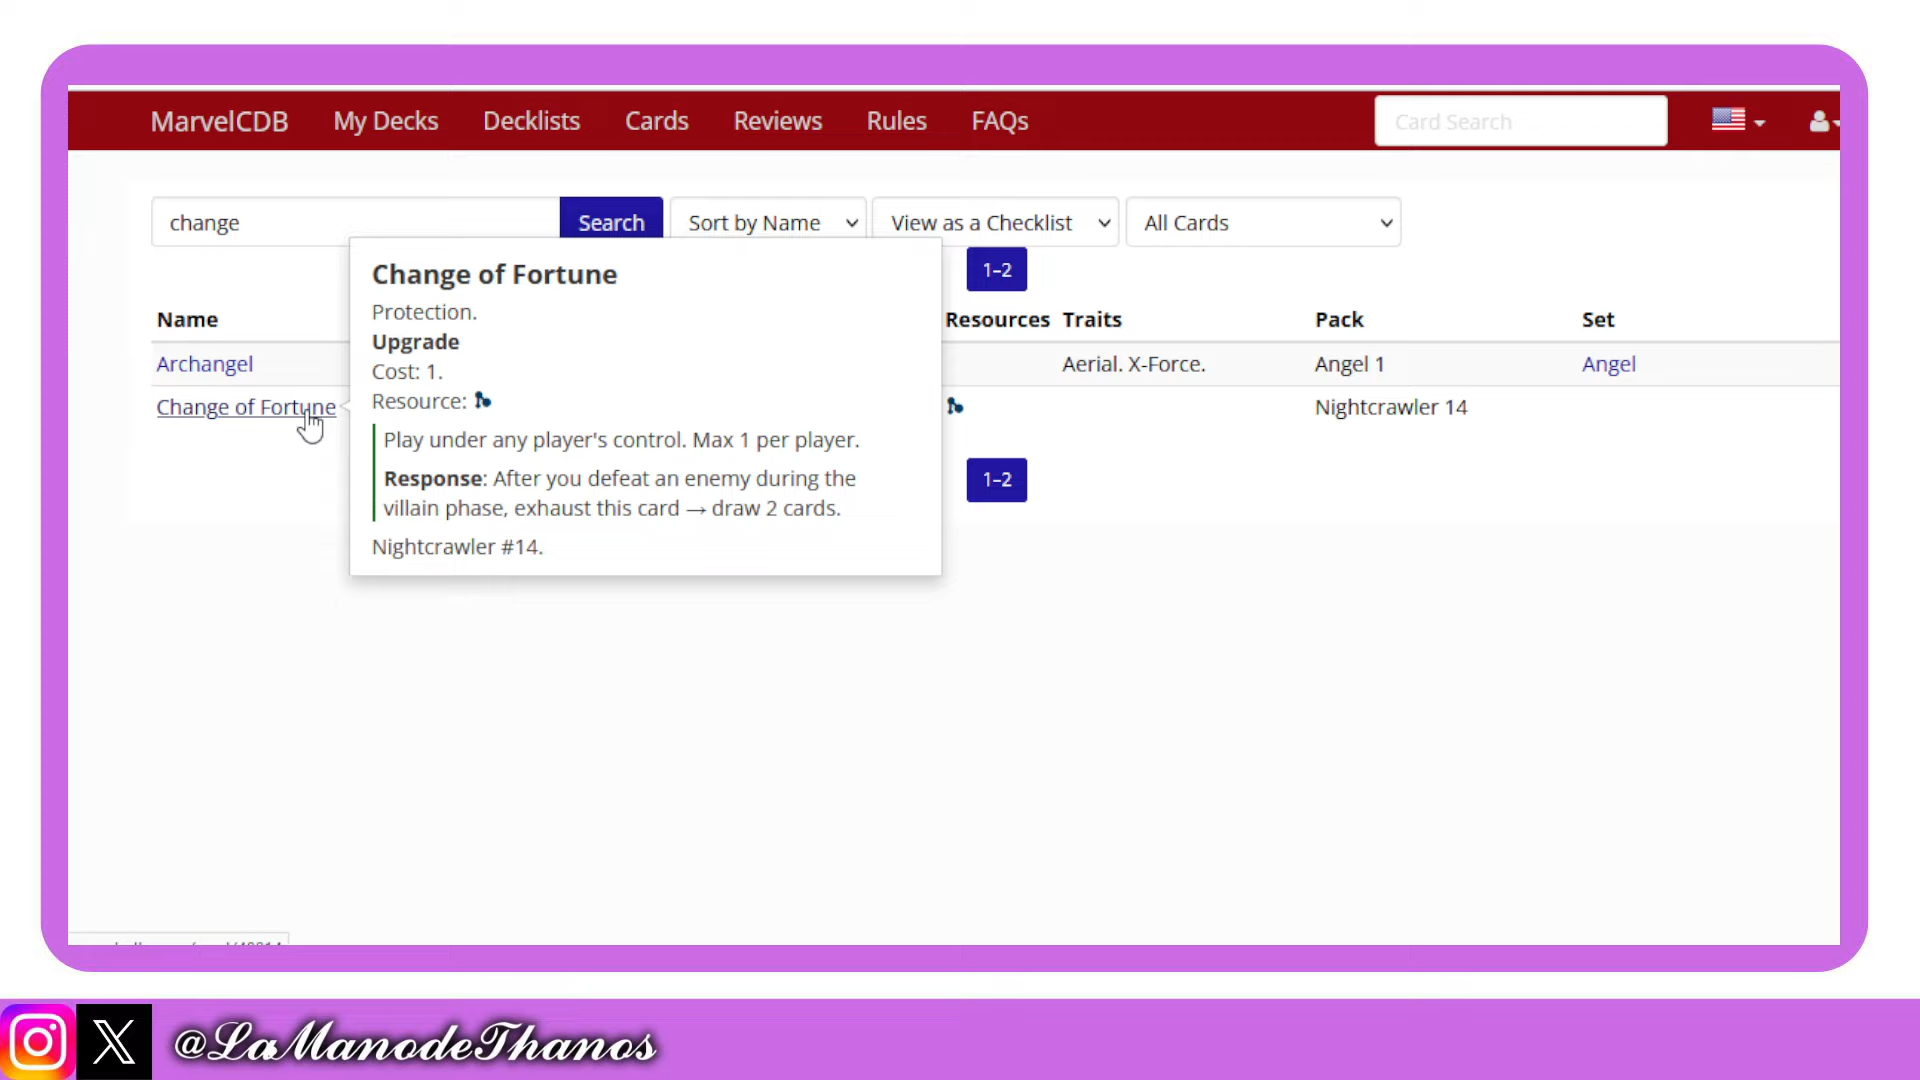 MarvelCDB My Decks Decklists Cards Reviews Rules FAQs Card Search
change Search Sort by Name View as a Checklist All Cards
1–2
Name Resources Traits Pack Set
Archangel Aerial. X-Force. Angel 1 Angel
Change of Fortune Nightcrawler 14
1–2
Change of Fortune
Protection.
Upgrade
Cost: 1.
Resource:
Play under any player's control. Max 1 per player.
Response: After you defeat an enemy during the
villain phase, exhaust this card → draw 2 cards.
Nightcrawler #14.
@LaManodeThanos